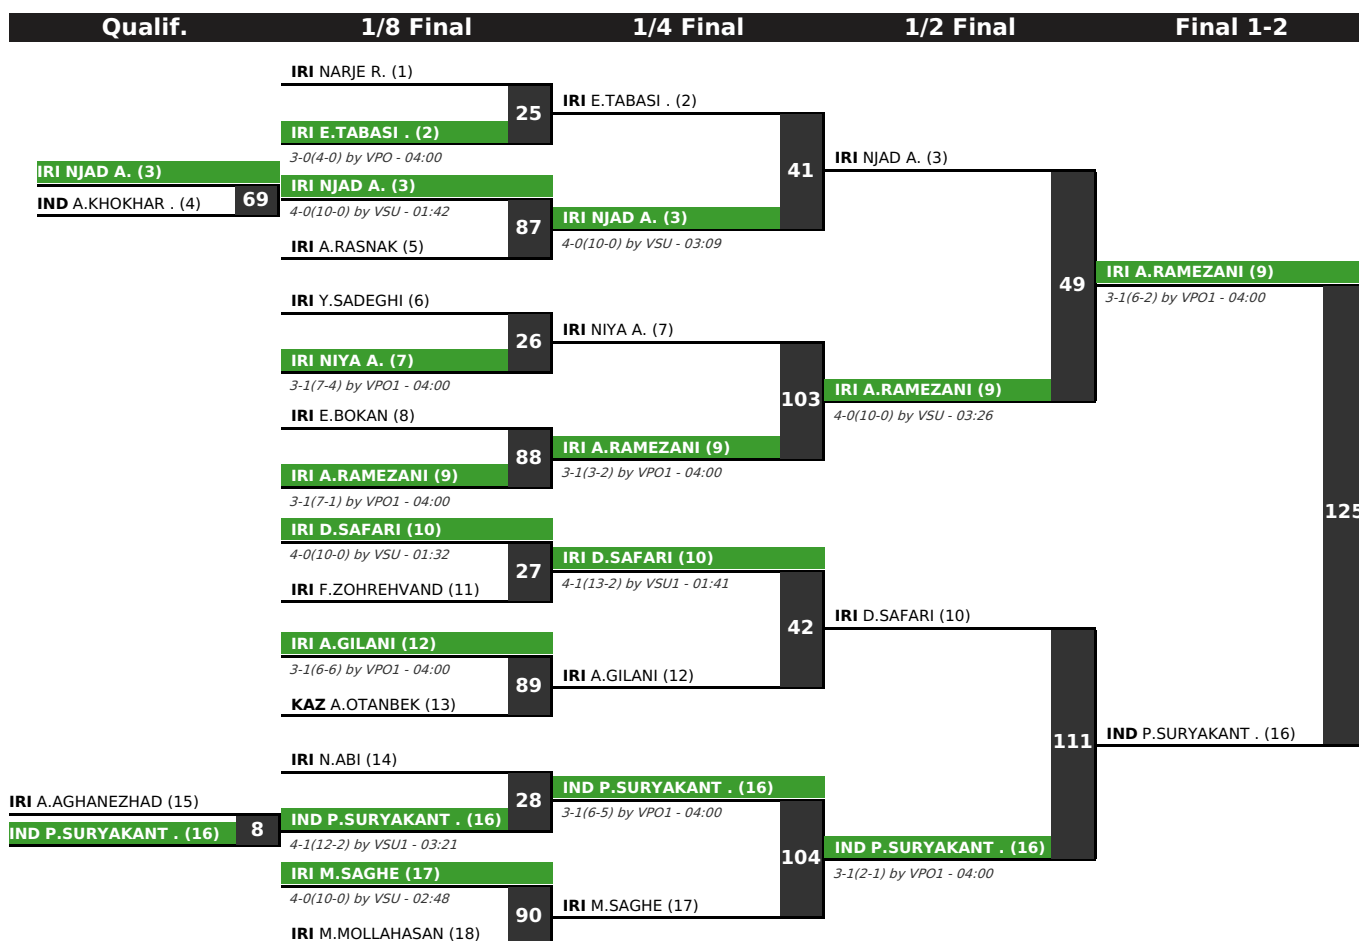 Qualif.
1/8 Final
1/4 Final
1/2 Final
Final 1-2
IRI NJAD A. (3)
IND A.KHOKHAR . (4)
69
IRI A.AGHANEZHAD (15)
IND P.SURYAKANT . (16)
8
IRI NARJE R. (1)
25
IRI E.TABASI . (2)
3-0(4-0) by VPO - 04:00
IRI NJAD A. (3)
4-0(10-0) by VSU - 01:42
87
IRI A.RASNAK (5)
IRI Y.SADEGHI (6)
26
IRI NIYA A. (7)
3-1(7-4) by VPO1 - 04:00
IRI E.BOKAN (8)
88
IRI A.RAMEZANI (9)
3-1(7-1) by VPO1 - 04:00
IRI D.SAFARI (10)
4-0(10-0) by VSU - 01:32
27
IRI F.ZOHREHVAND (11)
IRI A.GILANI (12)
3-1(6-6) by VPO1 - 04:00
89
KAZ A.OTANBEK (13)
IRI N.ABI (14)
28
IND P.SURYAKANT . (16)
4-1(12-2) by VSU1 - 03:21
IRI M.SAGHE (17)
4-0(10-0) by VSU - 02:48
90
IRI M.MOLLAHASAN (18)
IRI E.TABASI . (2)
41
IRI NJAD A. (3)
4-0(10-0) by VSU - 03:09
IRI NIYA A. (7)
103
IRI A.RAMEZANI (9)
3-1(3-2) by VPO1 - 04:00
IRI D.SAFARI (10)
4-1(13-2) by VSU1 - 01:41
42
IRI A.GILANI (12)
IND P.SURYAKANT . (16)
3-1(6-5) by VPO1 - 04:00
104
IRI M.SAGHE (17)
IRI NJAD A. (3)
49
IRI A.RAMEZANI (9)
4-0(10-0) by VSU - 03:26
IRI D.SAFARI (10)
111
IND P.SURYAKANT . (16)
3-1(2-1) by VPO1 - 04:00
IRI A.RAMEZANI (9)
3-1(6-2) by VPO1 - 04:00
125
IND P.SURYAKANT . (16)